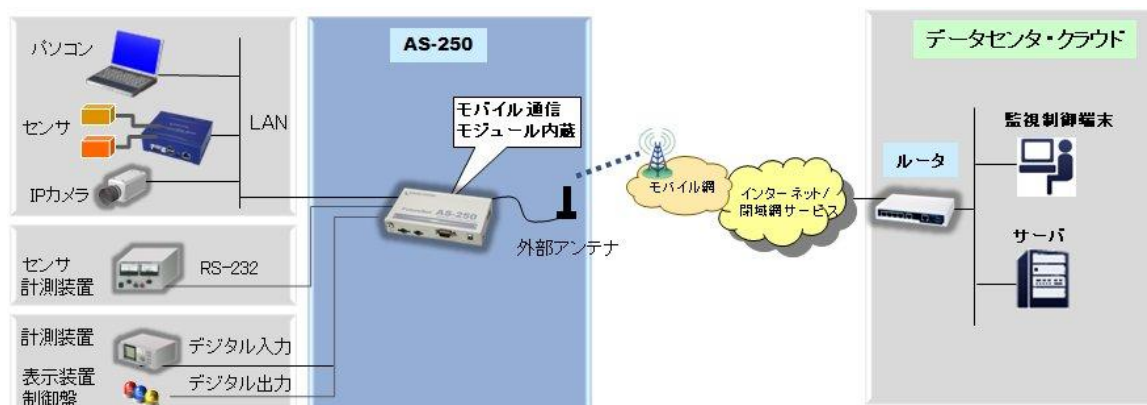 パソコン
センサ
IPカメラ
LAN
センサ
計測装置
RS-232
計測装置
デジタル入力
表示装置
制御盤
デジタル出力
AS-250
モバイル通信
モジュール内蔵
AS-250
外部アンテナ
モバイル網
インターネット/
閉域網サービス
データセンタ・クラウド
ルータ
監視制御端末
サーバ